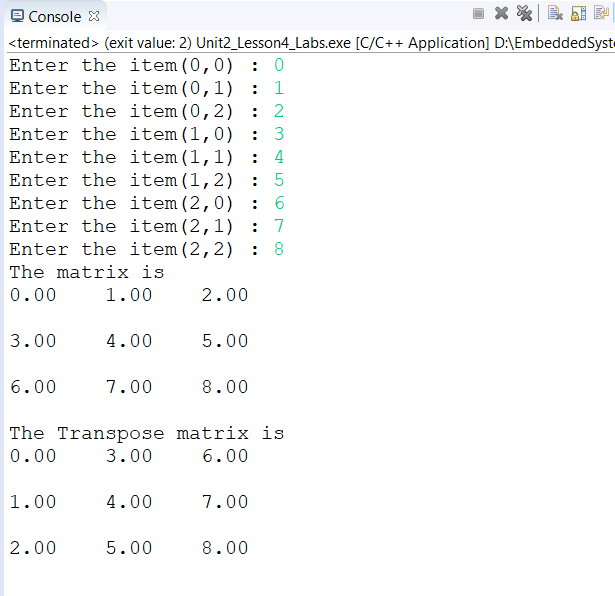 Console
<terminated> (exit value: 2) Unit2_Lesson4_Labs.exe [C/C++ Application] D:\EmbeddedSyst
Enter the item(0,0) : 0
Enter the item(0,1) : 1
Enter the item(0,2) : 2
Enter the item(1,0) : 3
Enter the item(1,1) : 4
Enter the item(1,2) : 5
Enter the item(2,0) : 6
Enter the item(2,1) : 7
Enter the item(2,2) : 8
The matrix is
0.00 1.00 2.00
3.00 4.00 5.00
6.00 7.00 8.00
The Transpose matrix is
0.00 3.00 6.00
1.00 4.00 7.00
2.00 5.00 8.00